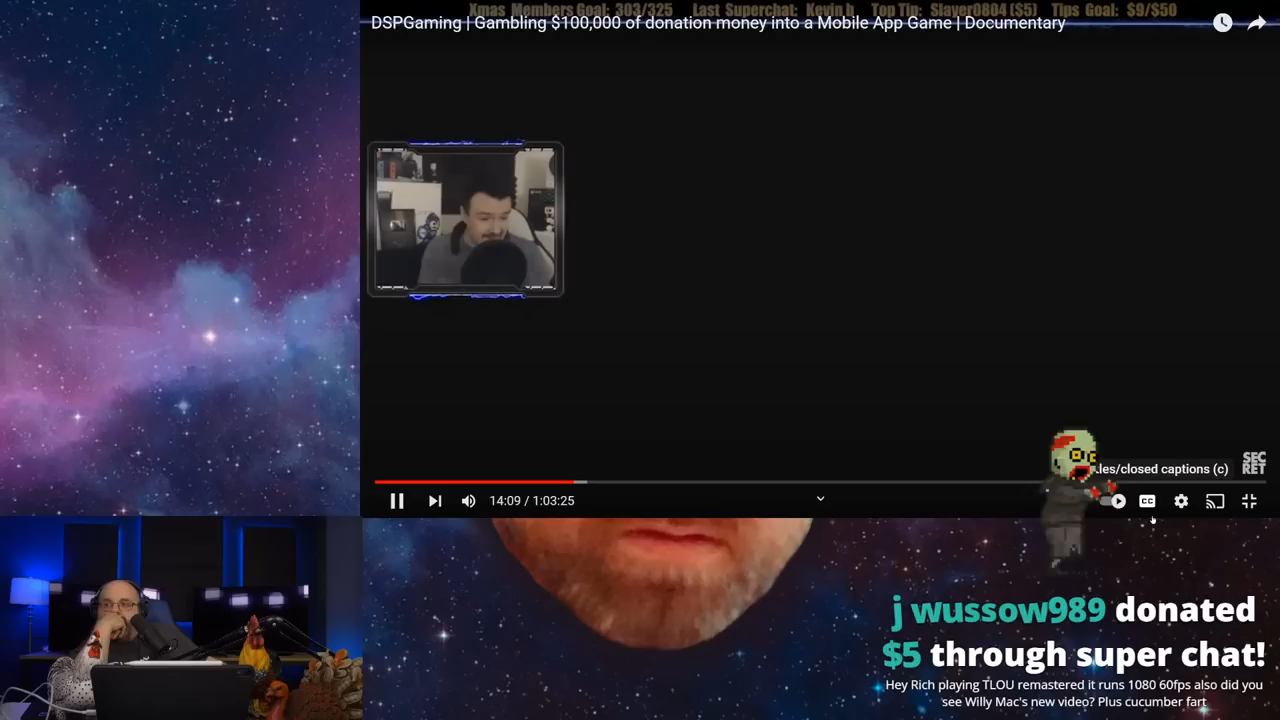 Xmas Members Goal: 303/325 Last Superchat: Kevin h Top Tip: Slayer0804 ($5) Tips Goal: $9/$50
DSPGaming | Gambling $100,000 of donation money into a Mobile App Game | Documentary
les/closed captions (c)
SEC
RET
14:09 / 1:03:25
CC
j wussow989 donated
$5 through super chat!
Hey Rich playing TLOU remastered it runs 1080 60fps also did you
see Willy Mac's new video? Plus cucumber fart